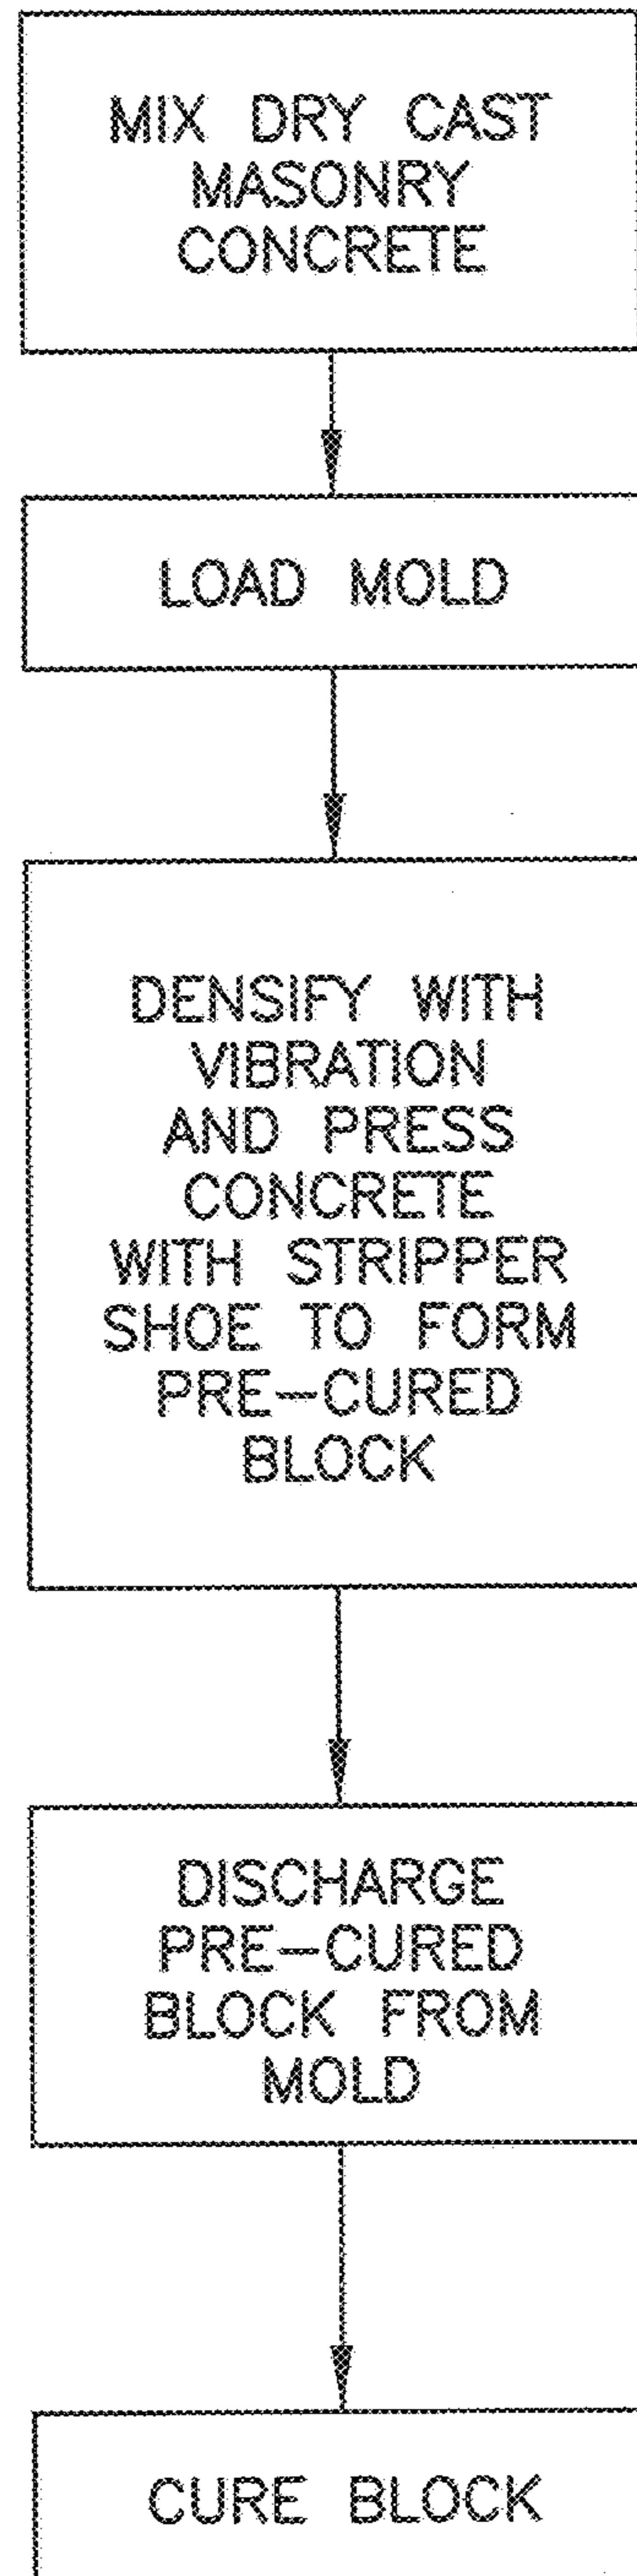 MIX DRY CAST
MASONRY
CONCRETE
LOAD MOLD
DENSIFY WITH
VIBRATION
AND PRESS
CONCRETE
WITH STRIPPER
SHOE TO FORM
PRE-CURED
BLOCK
DISCHARGE
PRE-CURED
BLOCK FROM
MOLD
CURE BLOCK